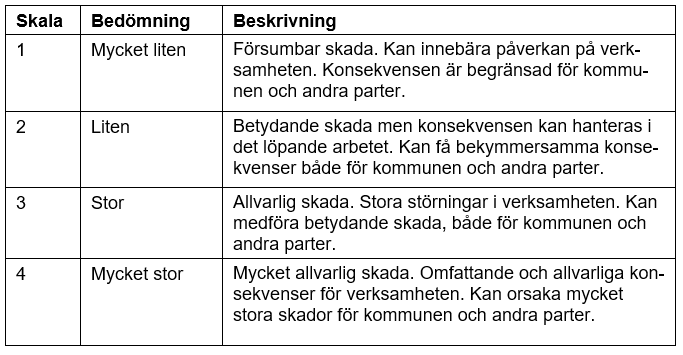 Skala Bedömning Beskrivning
1 Mycket liten Försumbar skada. Kan innebära påverkan på verk-
samheten. Konsekvensen är begränsad för kommu-
nen och andra parter.
2 Liten Betydande skada men konsekvensen kan hanteras i
det löpande arbetet. Kan få bekymmersamma konse-
kvenser både för kommunen och andra parter.
3 Stor Allvarlig skada. Stora störningar i verksamheten. Kan
medföra betydande skada, både för kommunen och
andra parter.
4 Mycket stor Mycket allvarlig skada. Omfattande och allvarliga kon-
sekvenser för verksamheten. Kan orsaka mycket
stora skador för kommunen och andra parter.